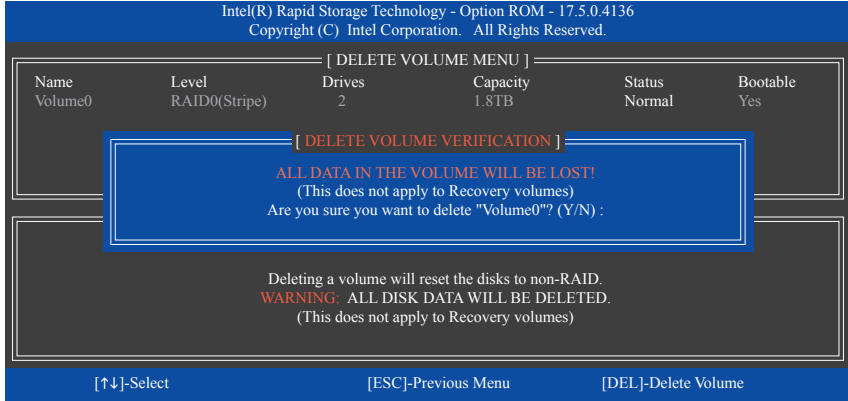 Intel(R) Rapid Storage Technology - Option ROM - 17.5.0.4136
Copyright (C) Intel Corporation. All Rights Reserved.
[ DELETE VOLUME MENU ]
Name Level Drives Capacity Status Bootable
Volume0 RAID0(Stripe) 2 1.8TB Normal Yes
[ DELETE VOLUME VERIFICATION ]
ALL DATA IN THE VOLUME WILL BE LOST!
(This does not apply to Recovery volumes)
Are you sure you want to delete "Volume0"? (Y/N) :
Deleting a volume will reset the disks to non-RAID.
WARNING: ALL DISK DATA WILL BE DELETED.
(This does not apply to Recovery volumes)
[↑↓]-Select [ESC]-Previous Menu [DEL]-Delete Volume